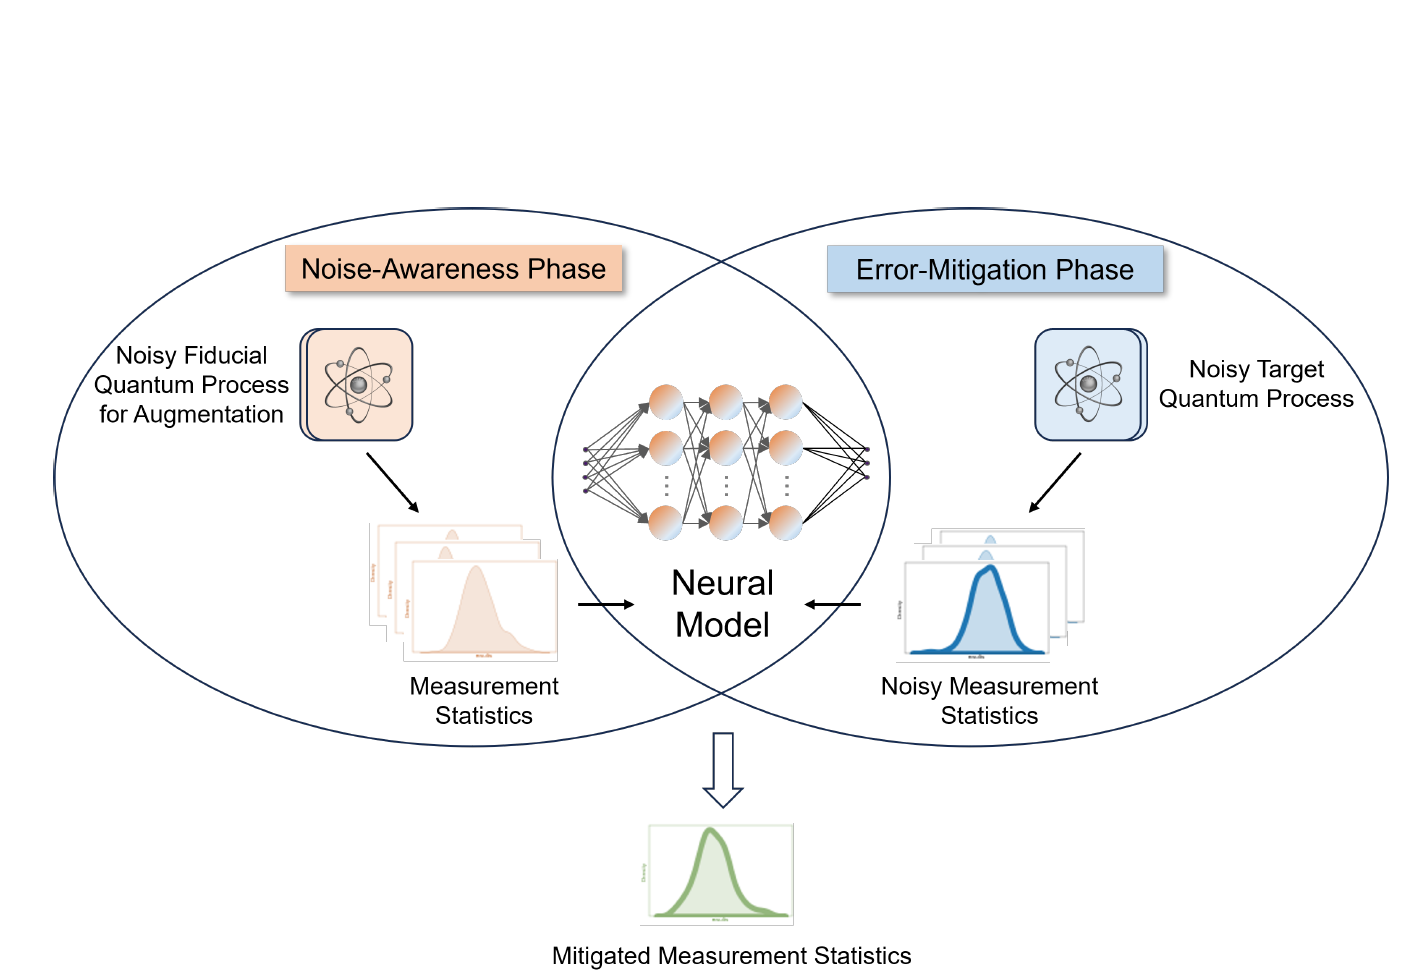 Noise-Awareness Phase
Error-Mitigation Phase
Noisy Fiducial
Quantum Process
for Augmentation
Noisy Target
Quantum Process
Neural
Model
Measurement
Statistics
Noisy Measurement
Statistics
Mitigated Measurement Statistics